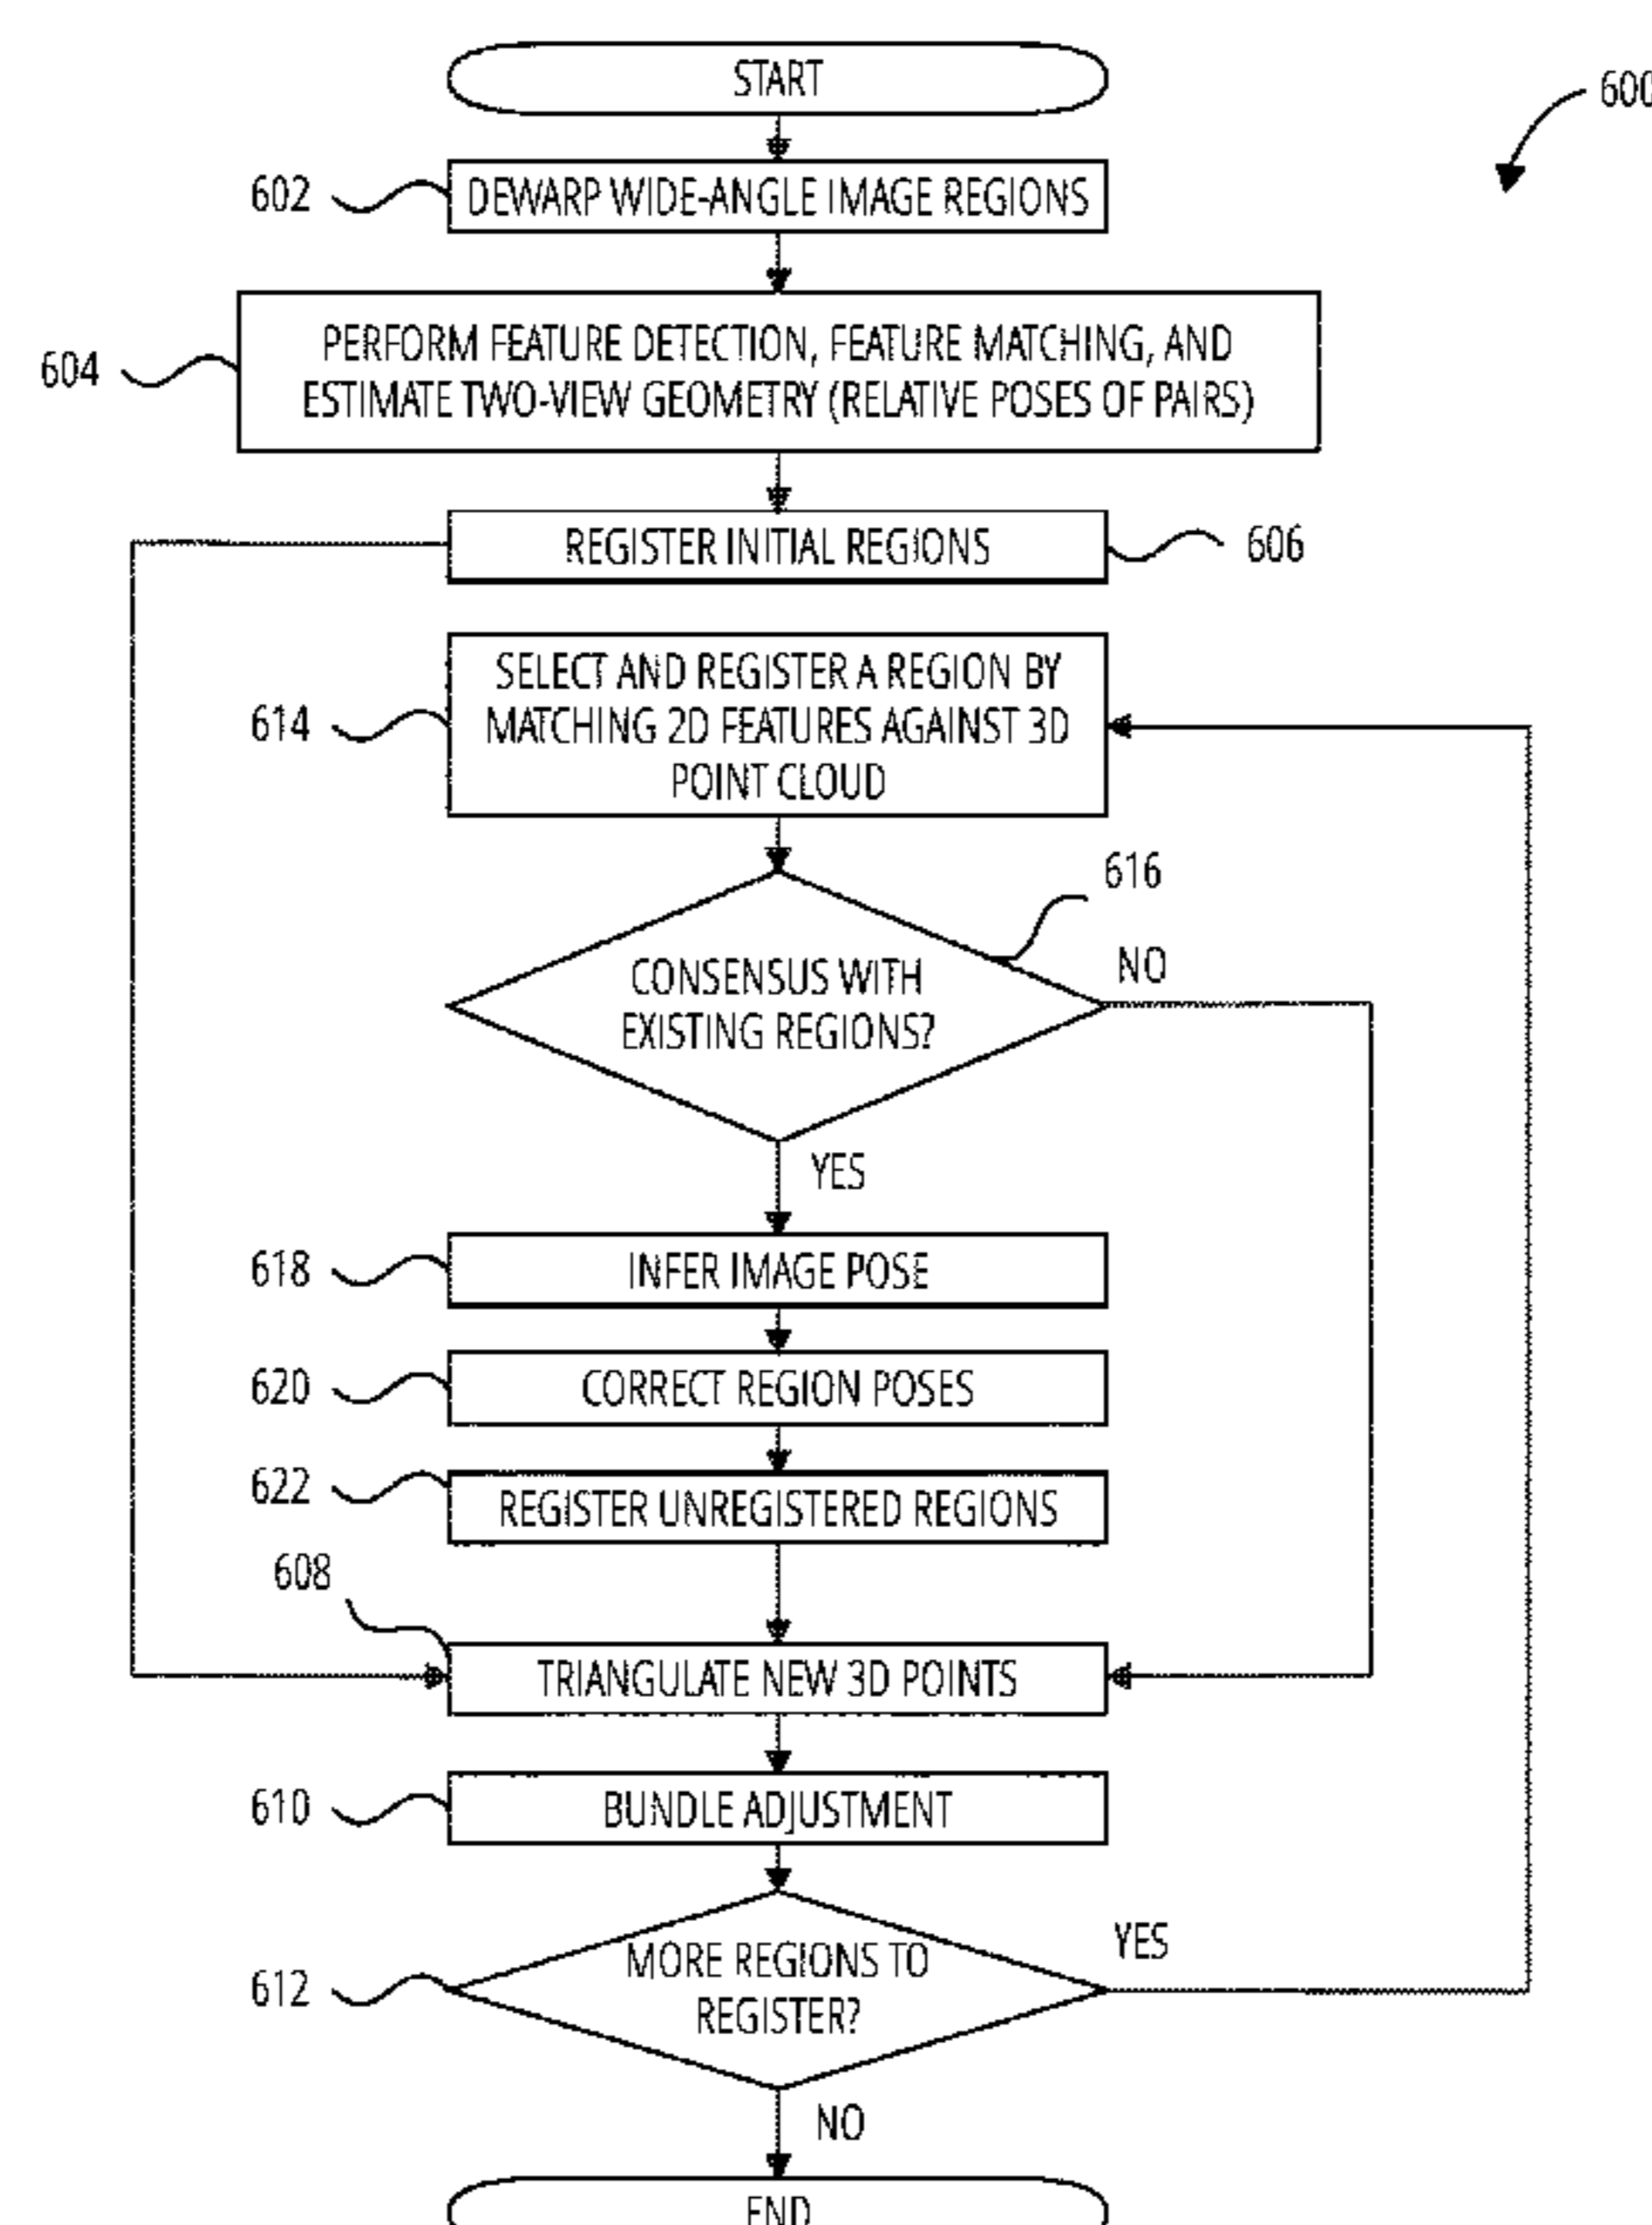 START
600
602
DEWARP WIDE-ANGLE IMAGE REGIONS
604
PERFORM FEATURE DETECTION, FEATURE MATCHING, AND
ESTIMATE TWO-VIEW GEOMETRY (RELATIVE POSES OF PAIRS)
REGISTER INITIAL REGIONS
606
614
SELECT AND REGISTER A REGION BY
MATCHING 2D FEATURES AGAINST 3D
POINT CLOUD
616
NO
CONSENSUS WITH
EXISTING REGIONS?
YES
618
INFER IMAGE POSE
620
CORRECT REGION POSES
622
REGISTER UNREGISTERED REGIONS
608
TRIANGULATE NEW 3D POINTS
610
BUNDLE ADJUSTMENT
612
MORE REGIONS TO
REGISTER?
YES
NO
END